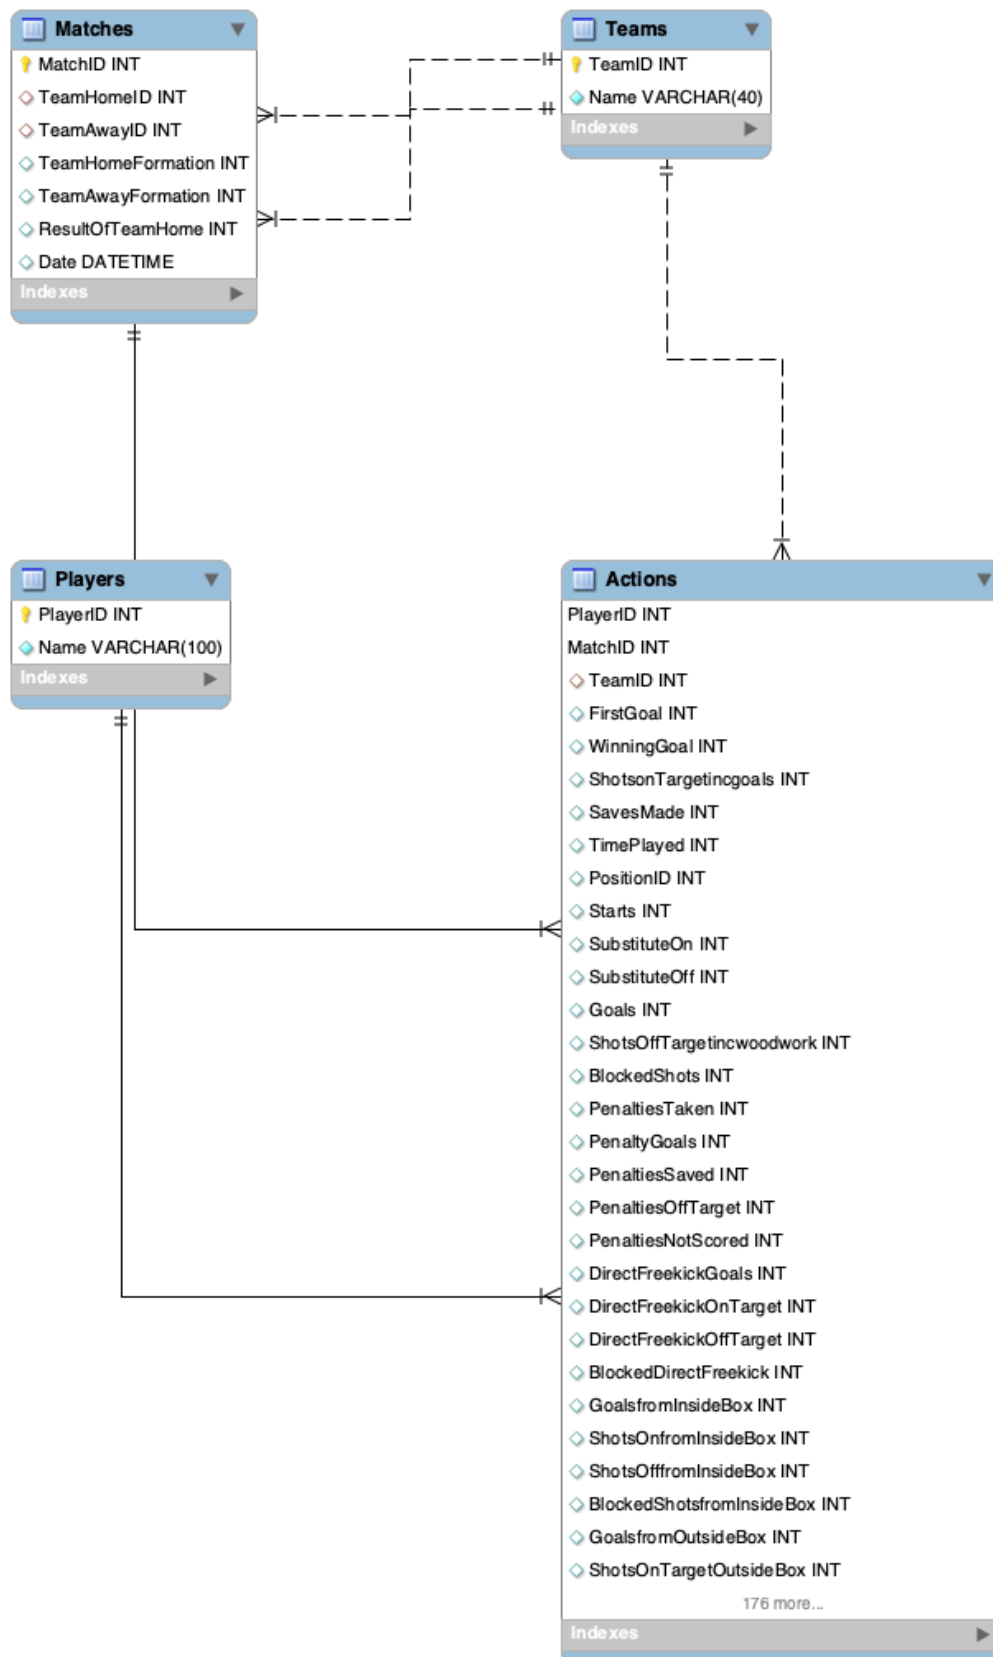 Matches
MatchID INT
TeamHomeID INT
TeamAwayID INT
TeamHomeFormation INT
TeamAwayFormation INT
ResultOfTeamHome INT
Date DATETIME
Indexes
Teams
TeamID INT
Name VARCHAR(40)
Indexes
Players
PlayerID INT
Name VARCHAR(100)
Indexes
Actions
PlayerID INT
MatchID INT
TeamID INT
FirstGoal INT
WinningGoal INT
ShotsonTargetincgoals INT
SavesMade INT
TimePlayed INT
PositionID INT
Starts INT
SubstituteOn INT
SubstituteOff INT
Goals INT
ShotsOffTargetincwoodwork INT
BlockedShots INT
PenaltiesTaken INT
PenaltyGoals INT
PenaltiesSaved INT
PenaltiesOffTarget INT
PenaltiesNotScored INT
DirectFreekickGoals INT
DirectFreekickOnTarget INT
DirectFreekickOffTarget INT
BlockedDirectFreekick INT
GoalsfromInsideBox INT
ShotsOnfromInsideBox INT
ShotsOfffromInsideBox INT
BlockedShotsfromInsideBox INT
GoalsfromOutsideBox INT
ShotsOnTargetOutsideBox INT
176 more...
Indexes